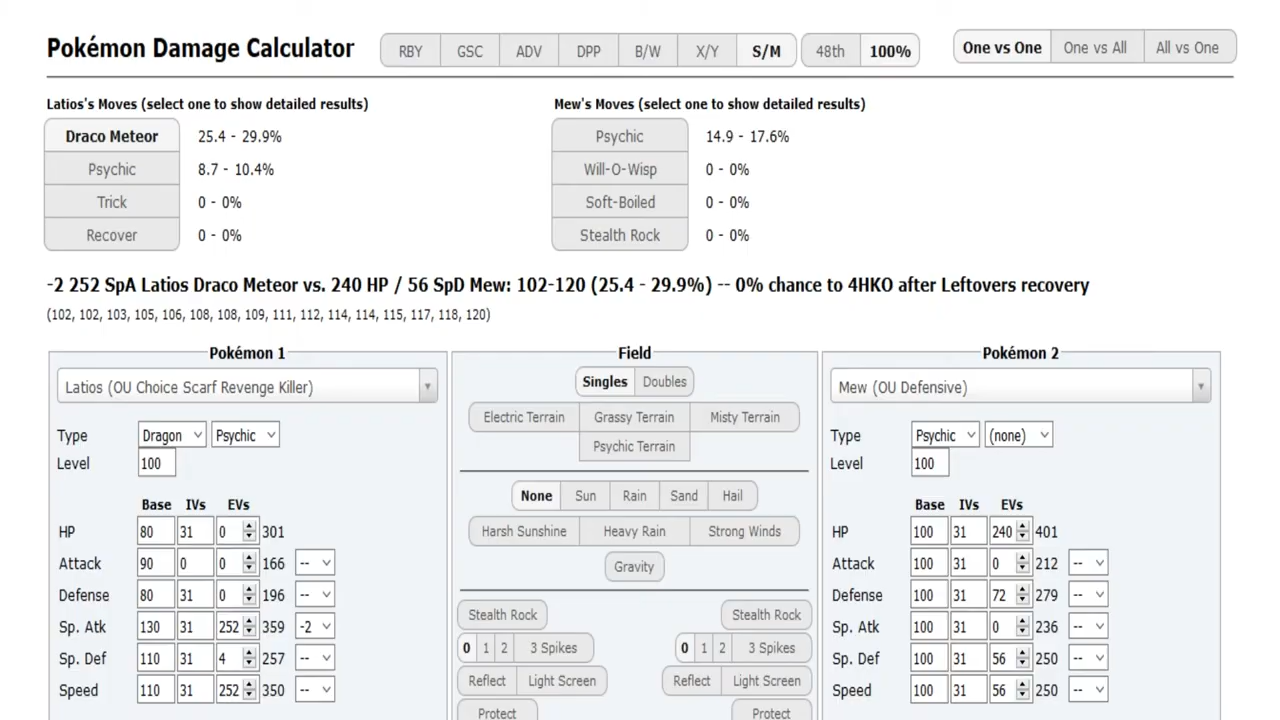 Pokémon Damage Calculator RBY GSC ADV DPP B/W X/Y S/M 48th 100% One vs One One vs All All vs One
Latios's Moves (select one to show detailed results) Mew's Moves (select one to show detailed results)
Draco Meteor 25.4 - 29.9% Psychic 14.9 - 17.6%
Psychic 8.7 - 10.4% Will-O-Wisp 0 - 0%
Trick 0 - 0% Soft-Boiled 0 - 0%
Recover 0 - 0% Stealth Rock 0 - 0%
-2 252 SpA Latios Draco Meteor vs. 240 HP / 56 SpD Mew: 102-120 (25.4 - 29.9%) -- 0% chance to 4HKO after Leftovers recovery
(102, 102, 103, 105, 106, 108, 108, 109, 111, 112, 114, 114, 115, 117, 118, 120)
Pokémon 1 Field Pokémon 2
Latios (OU Choice Scarf Revenge Killer) Singles Doubles Mew (OU Defensive)
Electric Terrain Grassy Terrain Misty Terrain
Type Dragon Psychic Psychic Terrain Type Psychic (none)
Level 100 Level 100
None Sun Rain Sand Hail
Base IVs EVs Base IVs EVs
HP 80 31 0 301 Harsh Sunshine Heavy Rain Strong Winds HP 100 31 240 401
Attack 90 0 0 166 -- Gravity Attack 100 31 0 212 --
Defense 80 31 0 196 -- Defense 100 31 72 279 --
Stealth Rock Stealth Rock
Sp. Atk 130 31 252 359 -2 Sp. Atk 100 31 0 236 --
0 1 2 3 Spikes 0 1 2 3 Spikes
Sp. Def 110 31 4 257 -- Sp. Def 100 31 56 250 --
Reflect Light Screen Reflect Light Screen
Speed 110 31 252 350 -- Speed 100 31 56 250 --
Protect Protect